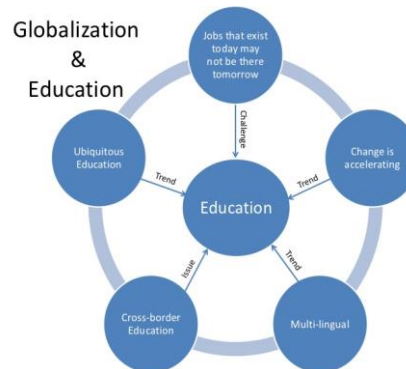 Globalization
&
Education
Jobs that exist
today may
not be there
tomorrow
Challenge
Ubiquitous
Education
Trend
Change is
accelerating
Trend
Education
Issue
Trend
Cross-border
Education
Multi-lingual